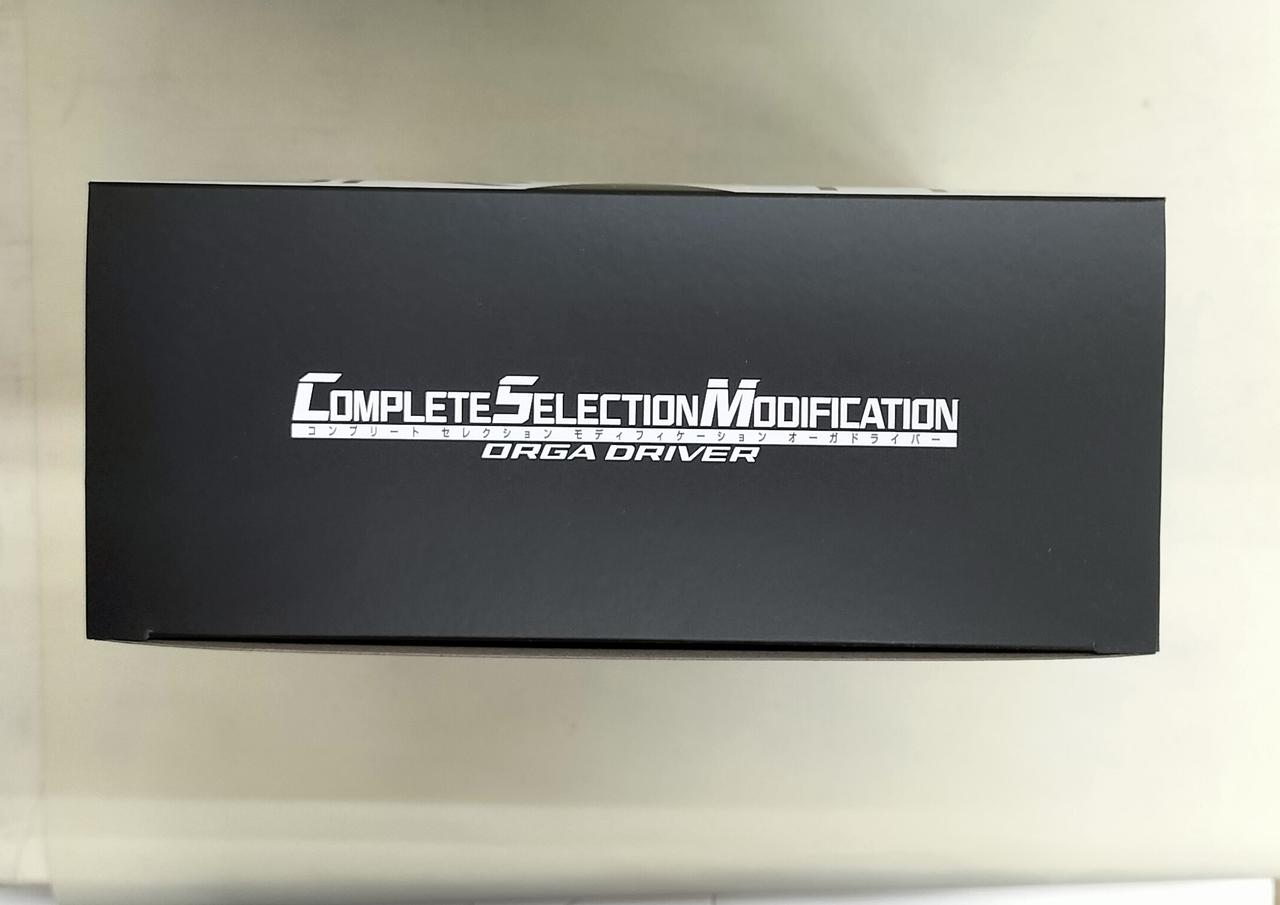 COMPLETE SELECTION MODIFICATION
コンプリート セレクション モディフィケーション オーガドライバー
ORGA DRIVER